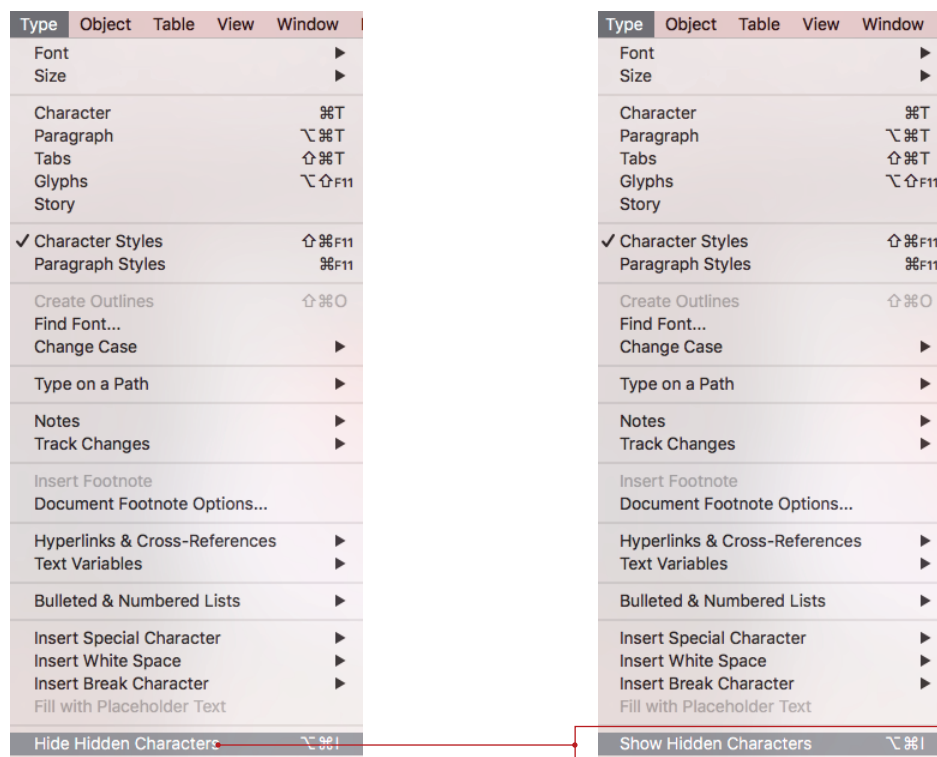 Type Object Table View Window
Font
Size
Character ⌘T
Paragraph ⌥⌘T
Tabs ⇧⌘T
Glyphs ⌥⇧F11
Story
✓ Character Styles ⇧⌘F11
Paragraph Styles ⌘F11
Create Outlines ⇧⌘O
Find Font...
Change Case
Type on a Path
Notes
Track Changes
Insert Footnote
Document Footnote Options...
Hyperlinks & Cross-References
Text Variables
Bulleted & Numbered Lists
Insert Special Character
Insert White Space
Insert Break Character
Fill with Placeholder Text
Hide Hidden Characters ⌥⌘I
Type Object Table View Window
Font
Size
Character ⌘T
Paragraph ⌥⌘T
Tabs ⇧⌘T
Glyphs ⌥⇧F11
Story
✓ Character Styles ⇧⌘F11
Paragraph Styles ⌘F11
Create Outlines ⇧⌘O
Find Font...
Change Case
Type on a Path
Notes
Track Changes
Insert Footnote
Document Footnote Options...
Hyperlinks & Cross-References
Text Variables
Bulleted & Numbered Lists
Insert Special Character
Insert White Space
Insert Break Character
Fill with Placeholder Text
Show Hidden Characters ⌥⌘I